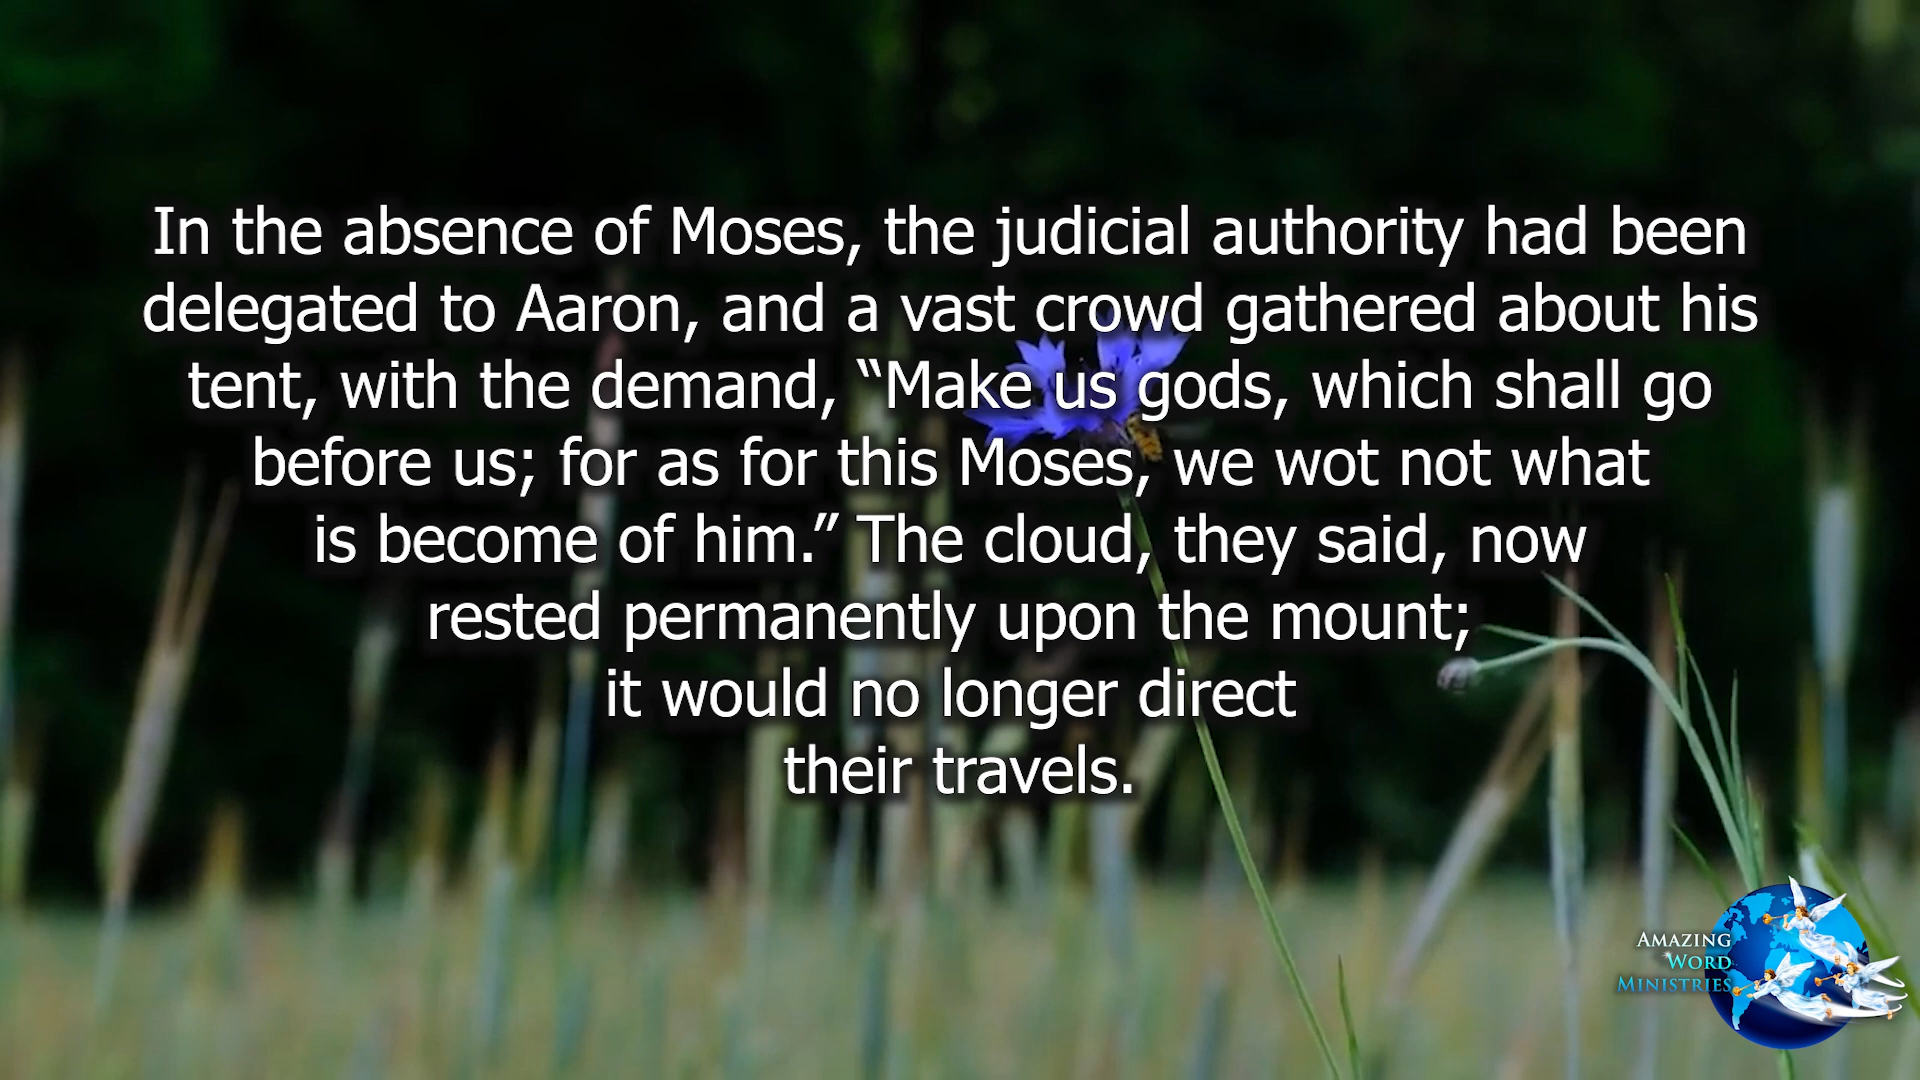 In the absence of Moses, the judicial authority had been
delegated to Aaron, and a vast crowd gathered about his
tent, with the demand, “Make us gods, which shall go
before us; for as for this Moses, we wot not what
is become of him.” The cloud, they said, now
rested permanently upon the mount;
it would no longer direct
their travels.
Amazing
Word
Ministries